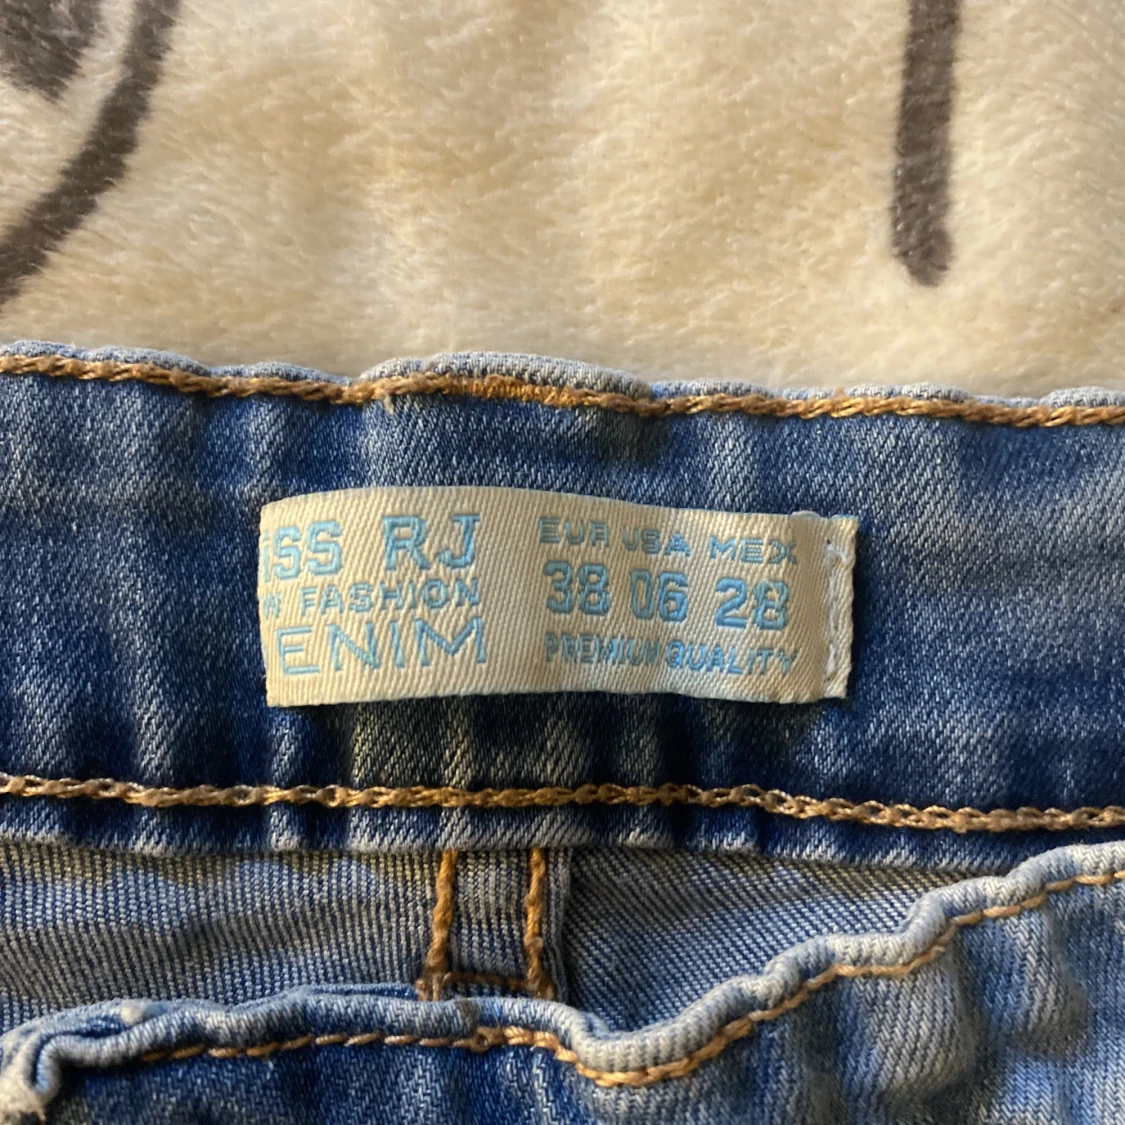 ISS RJ
FASHION
ENIM
EUR USA MEX
38 06 28
PREMIUM QUALITY